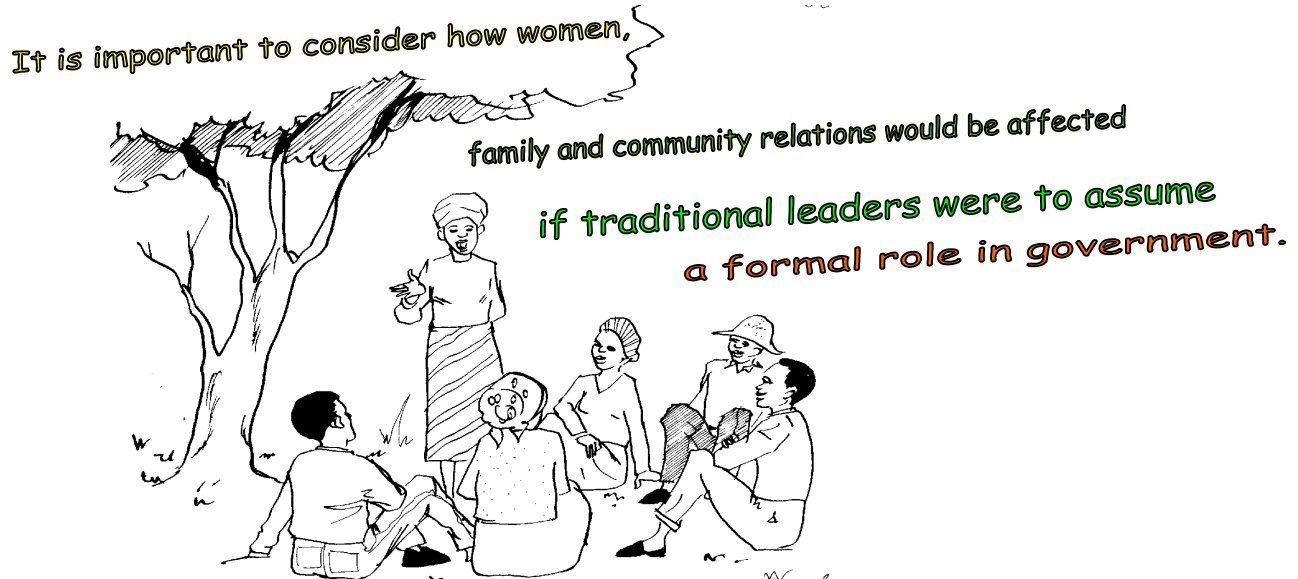 It is important to consider how women,
family and community relations would be affected
if traditional leaders were to assume
a formal role in government.